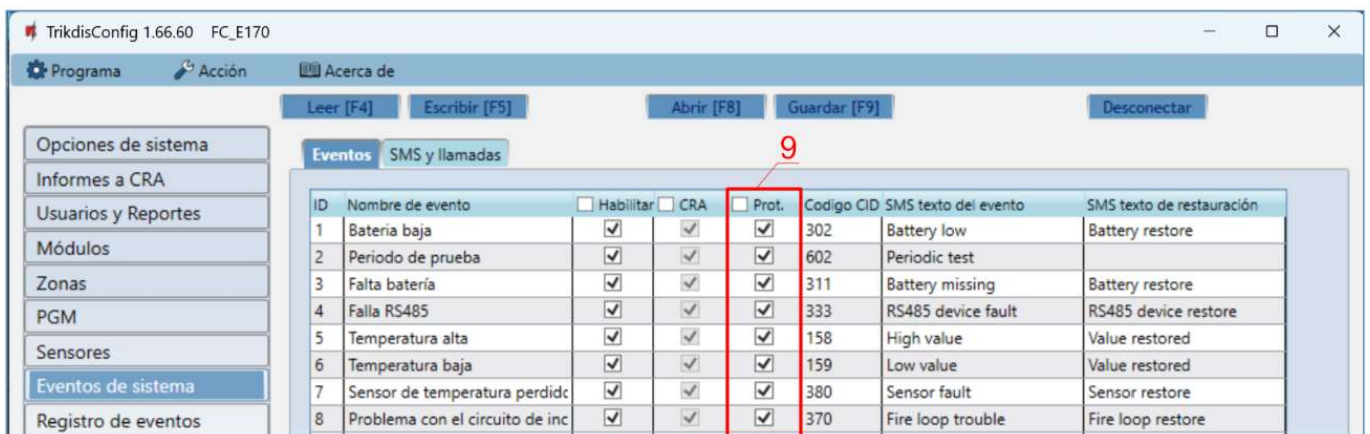 TrikdisConfig 1.66.60 FC_E170
Programa Acción Acerca de
Leer [F4] Escribir [F5] Abrir [F8] Guardar [F9] Desconectar
Opciones de sistema
Informes a CRA
Usuarios y Reportes
Módulos
Zonas
PGM
Sensores
Eventos de sistema
Registro de eventos
Eventos SMS y llamadas
9
ID Nombre de evento Habilitar CRA Prot. Codigo CID SMS texto del evento SMS texto de restauración
1 Bateria baja 302 Battery low Battery restore
2 Periodo de prueba 602 Periodic test
3 Falta batería 311 Battery missing Battery restore
4 Falla RS485 333 RS485 device fault RS485 device restore
5 Temperatura alta 158 High value Value restored
6 Temperatura baja 159 Low value Value restored
7 Sensor de temperatura perdido 380 Sensor fault Sensor restore
8 Problema con el circuito de inc 370 Fire loop trouble Fire loop restore